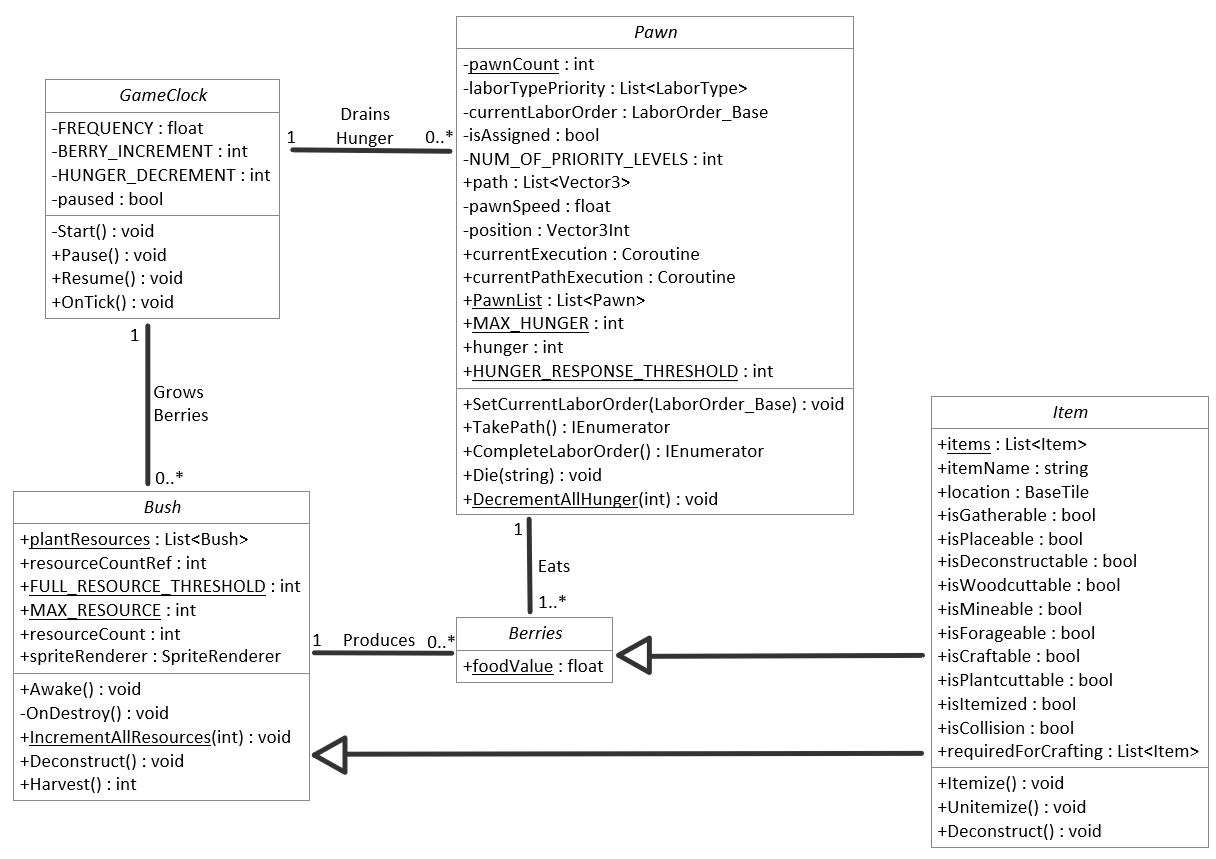 GameClock
-FREQUENCY : float
-BERRY_INCREMENT : int
-HUNGER_DECREMENT : int
-paused : bool
-Start() : void
+Pause() : void
+Resume() : void
+OnTick() : void
1
Drains
Hunger
0..*
Pawn
-pawnCount : int
-laborTypePriority : List<LaborType>
-currentLaborOrder : LaborOrder_Base
-isAssigned : bool
-NUM_OF_PRIORITY_LEVELS : int
+path : List<Vector3>
-pawnSpeed : float
-position : Vector3Int
+currentExecution : Coroutine
+currentPathExecution : Coroutine
+PawnList : List<Pawn>
+MAX_HUNGER : int
+hunger : int
+HUNGER_RESPONSE_THRESHOLD : int
+SetCurrentLaborOrder(LaborOrder_Base) : void
+TakePath() : IEnumerator
+CompleteLaborOrder() : IEnumerator
+Die(string) : void
+DecrementAllHunger(int) : void
1
Grows
Berries
0..*
Bush
+plantResources : List<Bush>
+resourceCountRef : int
+FULL_RESOURCE_THRESHOLD : int
+MAX_RESOURCE : int
+resourceCount : int
+spriteRenderer : SpriteRenderer
+Awake() : void
-OnDestroy() : void
+IncrementAllResources(int) : void
+Deconstruct() : void
+Harvest() : int
1
Eats
1..*
1
Produces
0..*
Berries
+foodValue : float
Item
+items : List<Item>
+itemName : string
+location : BaseTile
+isGatherable : bool
+isPlaceable : bool
+isDeconstructable : bool
+isWoodcuttable : bool
+isMineable : bool
+isForageable : bool
+isCraftable : bool
+isPlantcuttable : bool
+isItemized : bool
+isCollision : bool
+requiredForCrafting : List<Item>
+Itemize() : void
+Unitemize() : void
+Deconstruct() : void